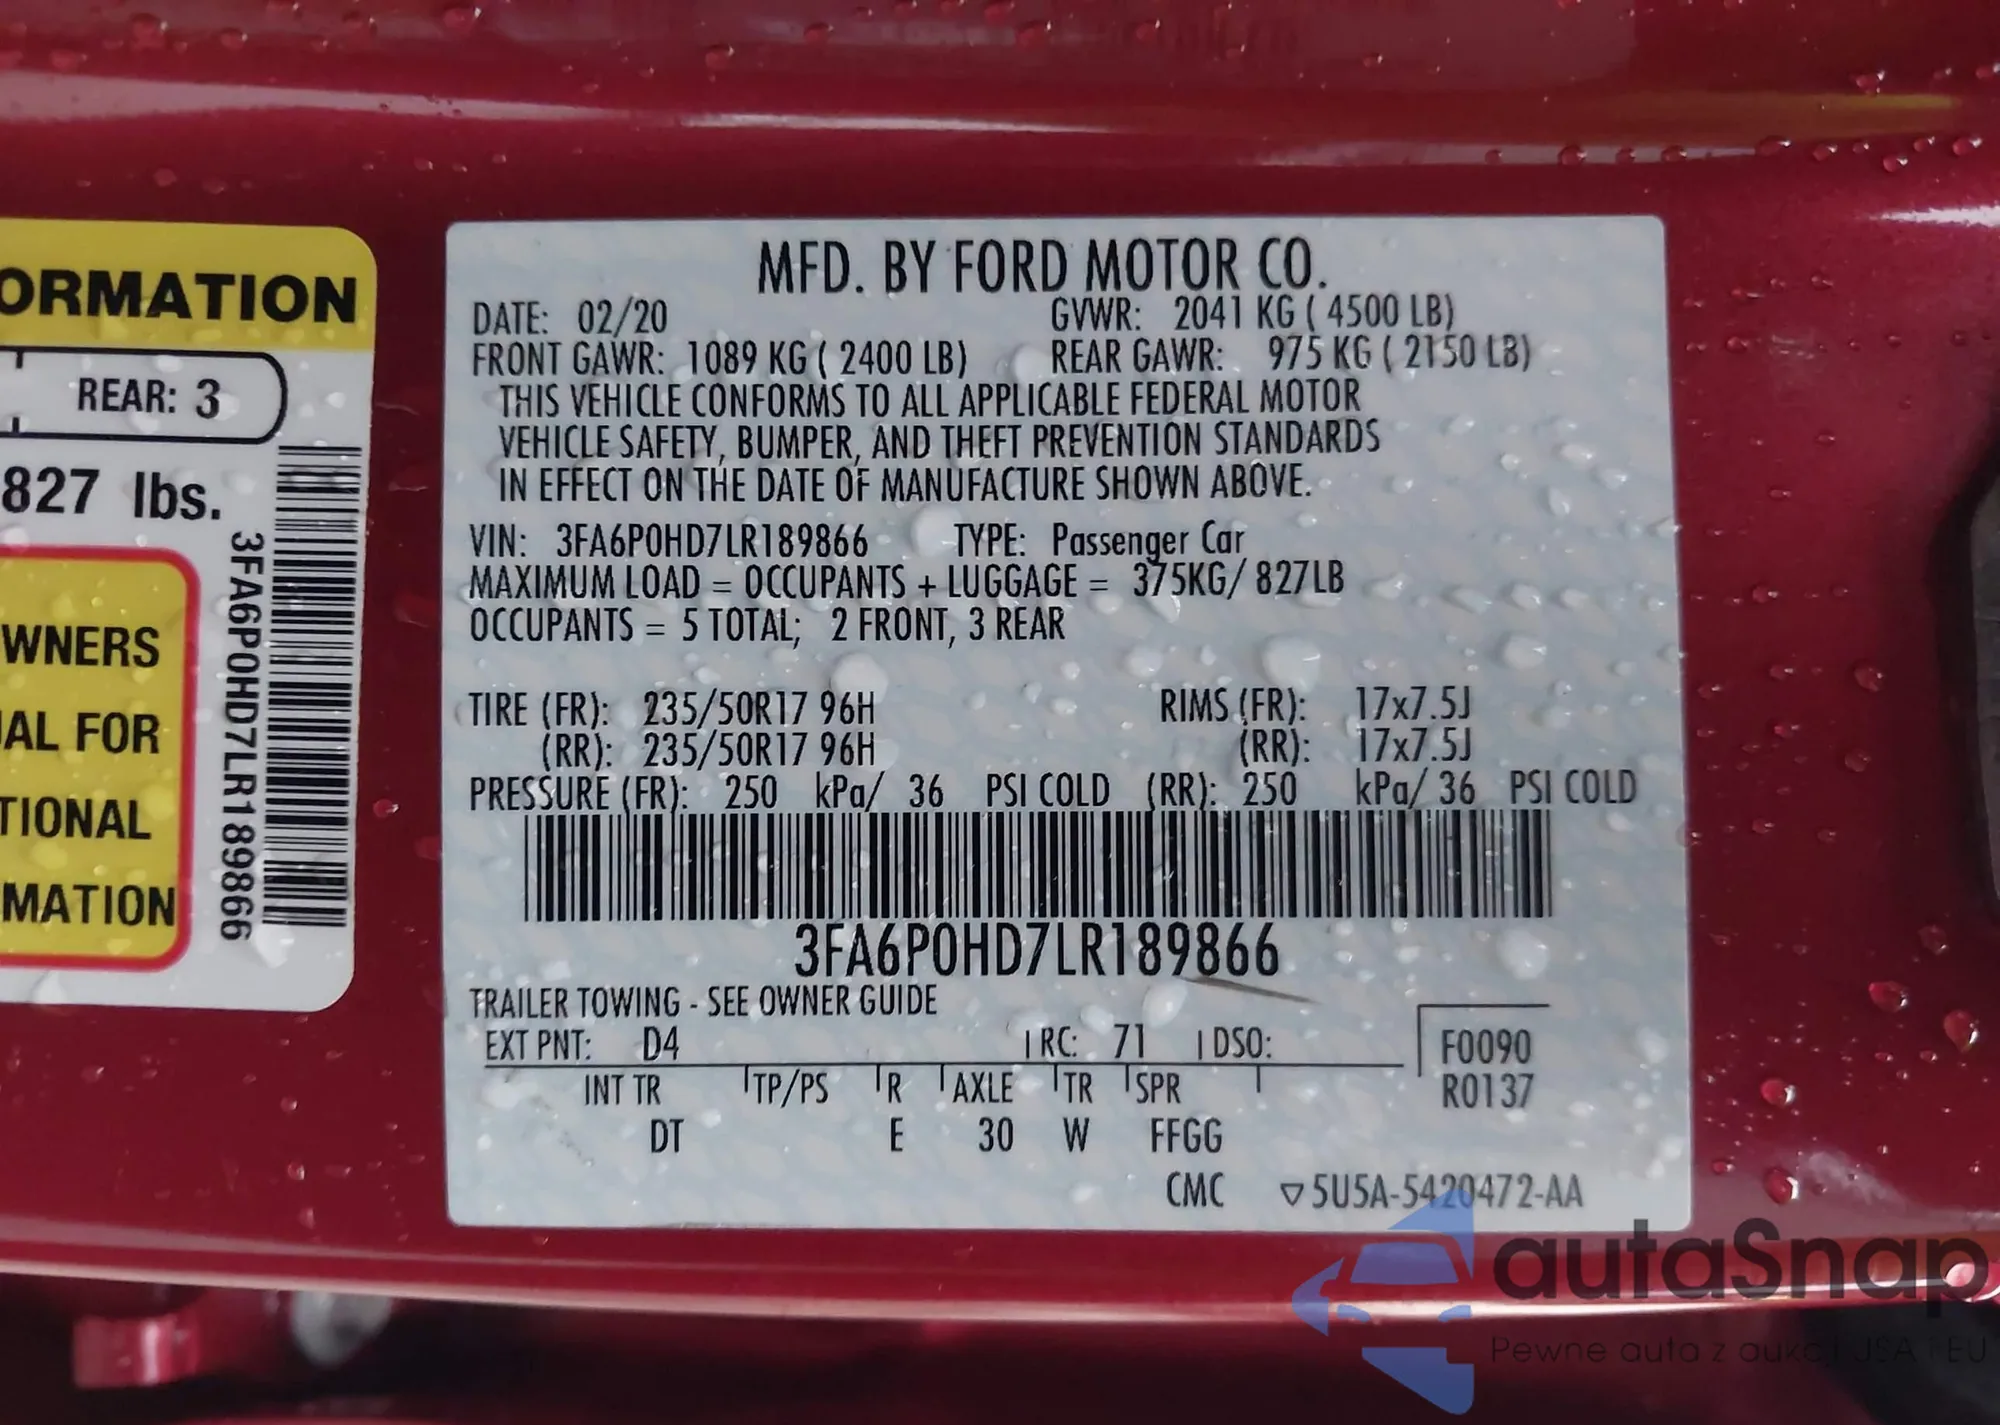 ORMATION
REAR: 3
827 lbs.
WNERS
AL FOR
TIONAL
MATION
3FA6P0HD7LR189866
MFD. BY FORD MOTOR CO.
DATE: 02/20 GVWR: 2041 KG ( 4500 LB)
FRONT GAWR: 1089 KG ( 2400 LB) REAR GAWR: 975 KG ( 2150 LB)
THIS VEHICLE CONFORMS TO ALL APPLICABLE FEDERAL MOTOR
VEHICLE SAFETY, BUMPER, AND THEFT PREVENTION STANDARDS
IN EFFECT ON THE DATE OF MANUFACTURE SHOWN ABOVE.
VIN: 3FA6P0HD7LR189866 TYPE: Passenger Car
MAXIMUM LOAD = OCCUPANTS + LUGGAGE = 375KG/ 827LB
OCCUPANTS = 5 TOTAL; 2 FRONT, 3 REAR
TIRE (FR): 235/50R17 96H RIMS (FR): 17x7.5J
(RR): 235/50R17 96H (RR): 17x7.5J
PRESSURE (FR): 250 kPa/ 36 PSI COLD (RR): 250 kPa/ 36 PSI COLD
3FA6P0HD7LR189866
TRAILER TOWING - SEE OWNER GUIDE
EXT PNT: D4 RC: 71 DSO: F0090
INT TR TP/PS R AXLE TR SPR R0137
DT E 30 W FFGG
CMC ▽5U5A-5420472-AA
autaSnap
Pewne auta z aukcji USA i EU